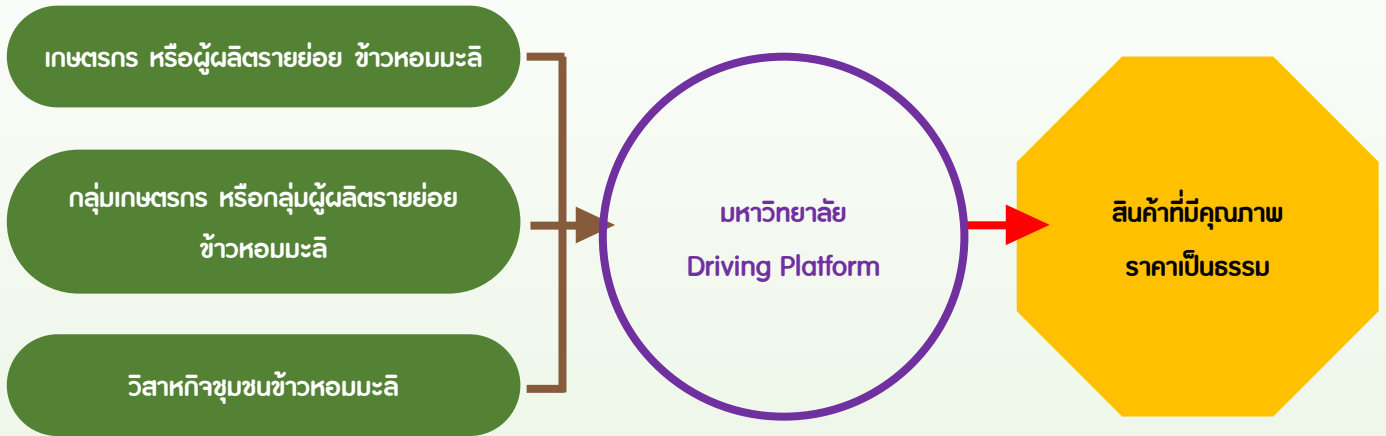 เกษตรกร หรือผู้ผลิตรายย่อย ข้าวหอมมะลิ
กลุ่มเกษตรกร หรือกลุ่มผู้ผลิตรายย่อย
ข้าวหอมมะลิ
วิสาหกิจชุมชนข้าวหอมมะลิ
มหาวิทยาลัย
Driving Platform
สินค้าที่มีคุณภาพ
ราคาเป็นธรรม